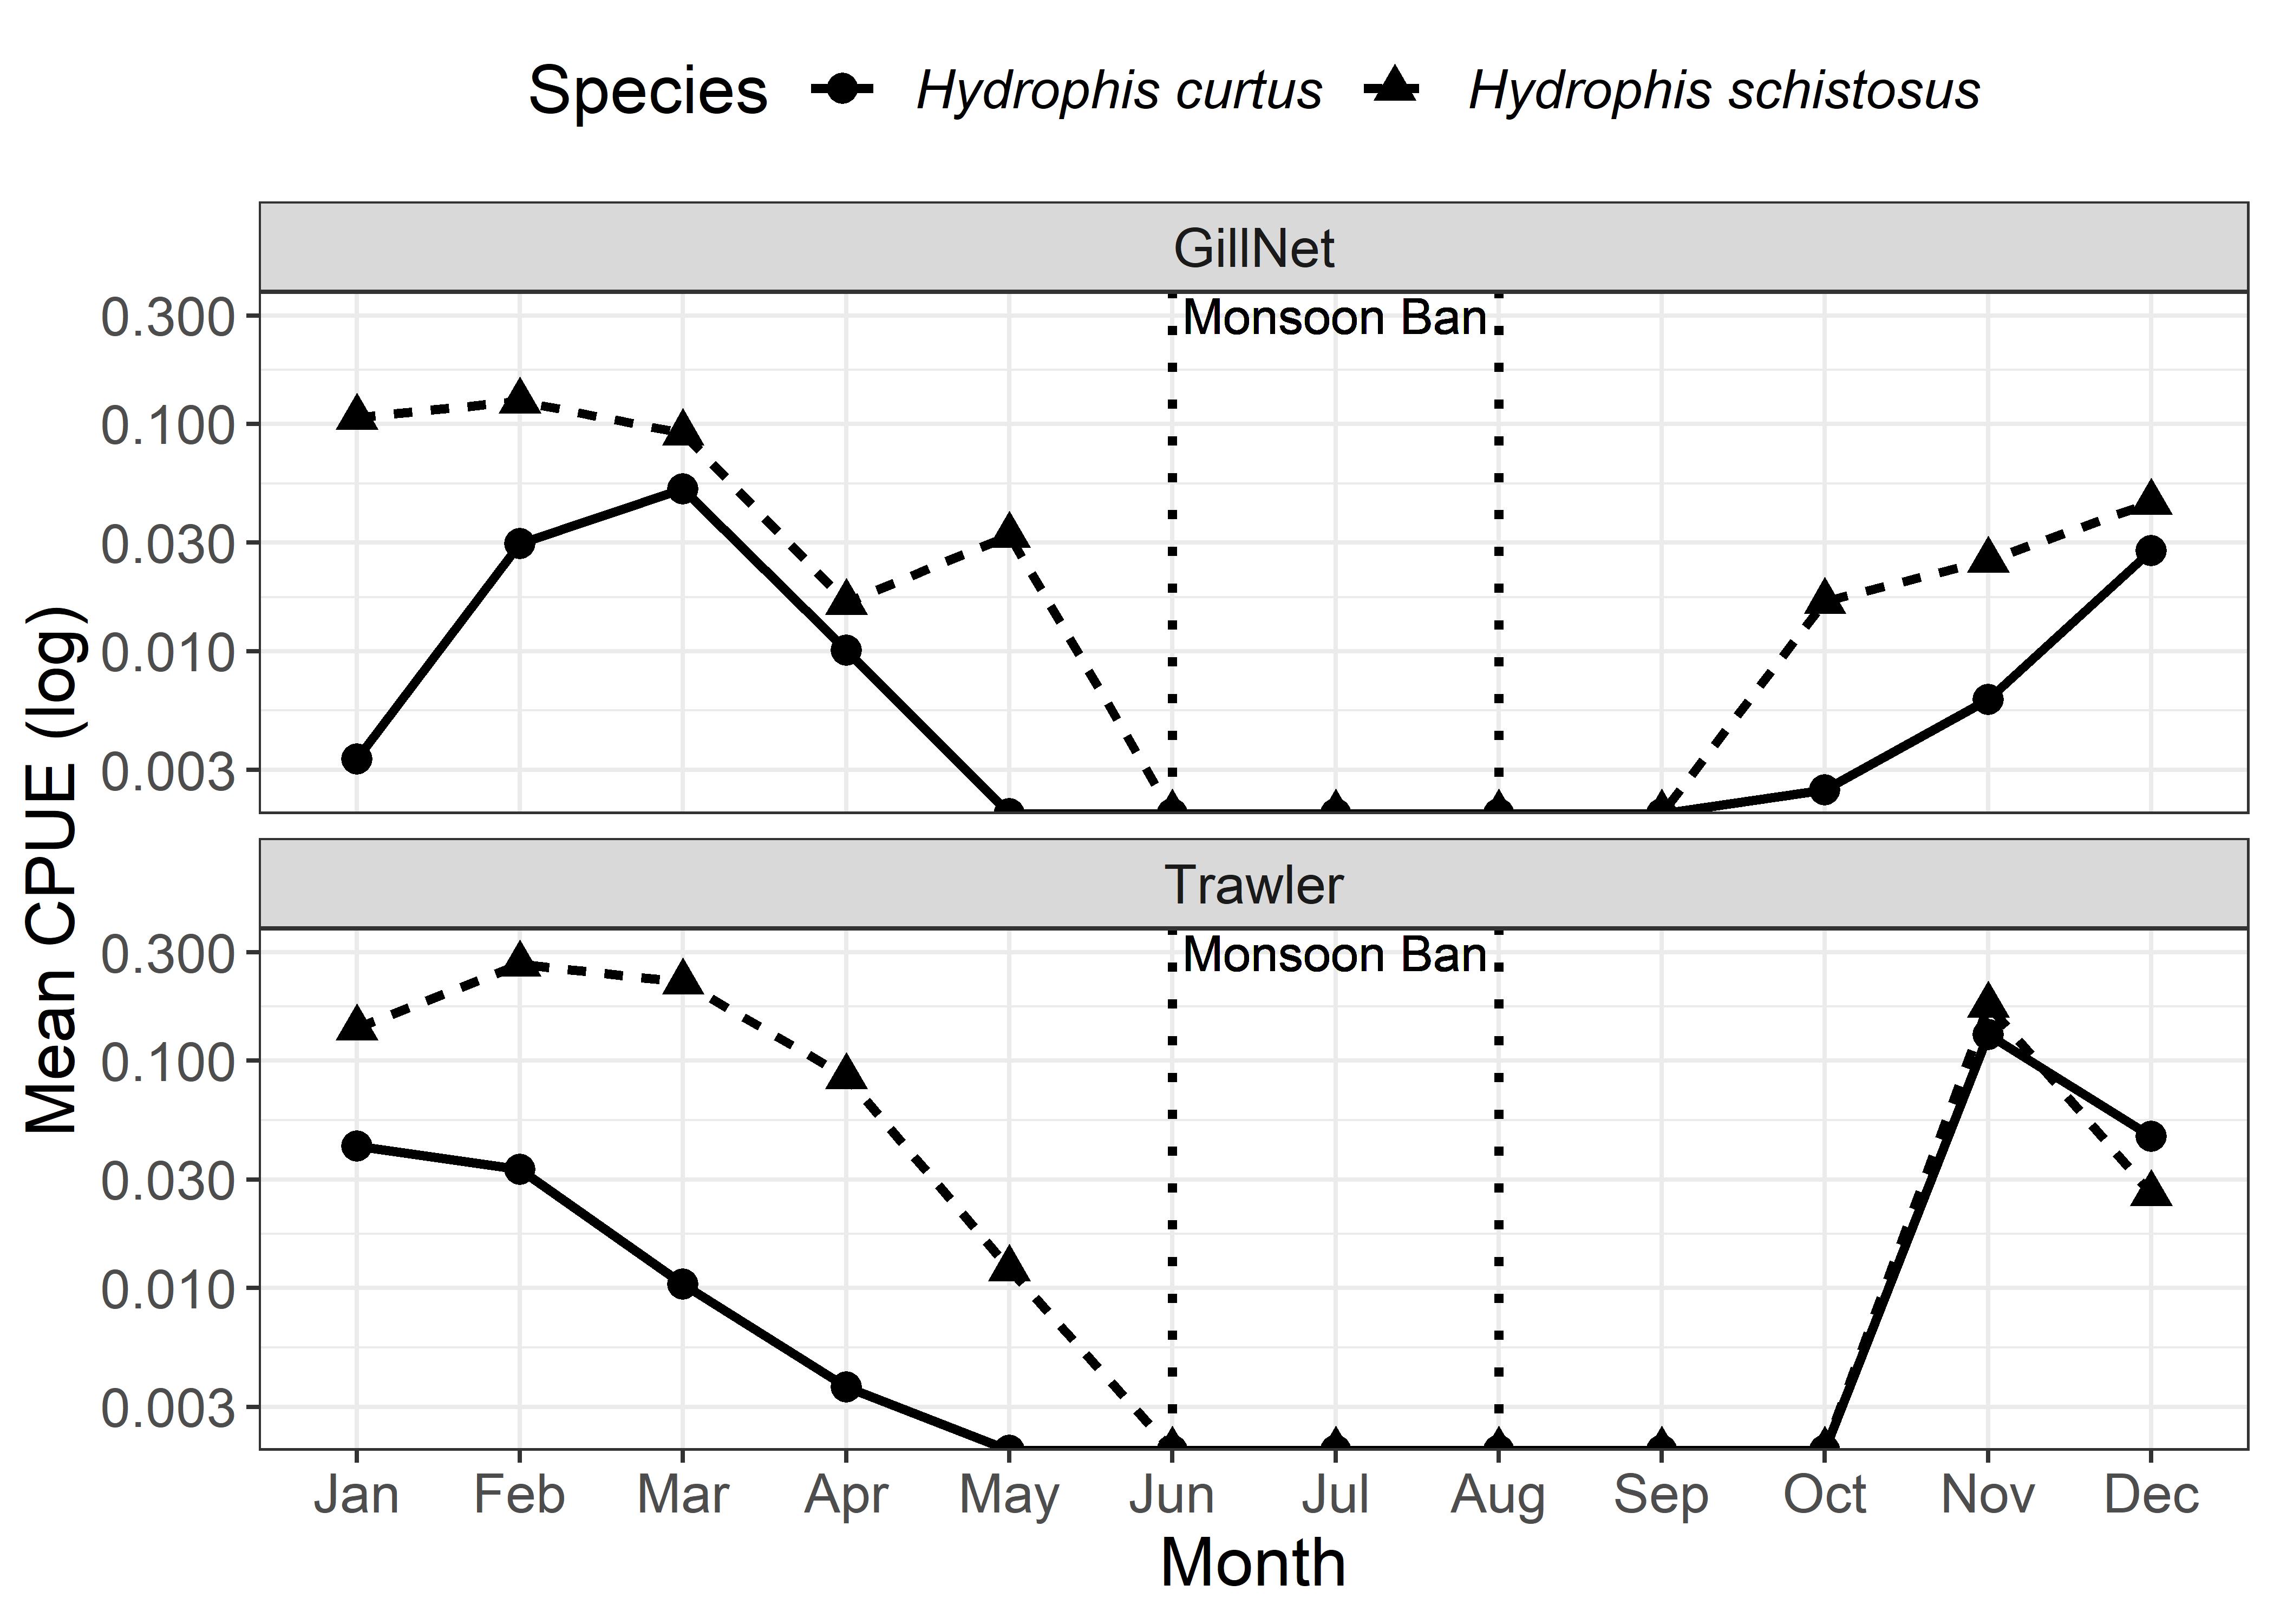 Species Hydrophis curtus Hydrophis schistosus
GillNet
Monsoon Ban
0.300
0.100
0.030
0.010
0.003
Mean CPUE (log)
Trawler
Monsoon Ban
0.300
0.100
0.030
0.010
0.003
Jan Feb Mar Apr May Jun Jul Aug Sep Oct Nov Dec
Month